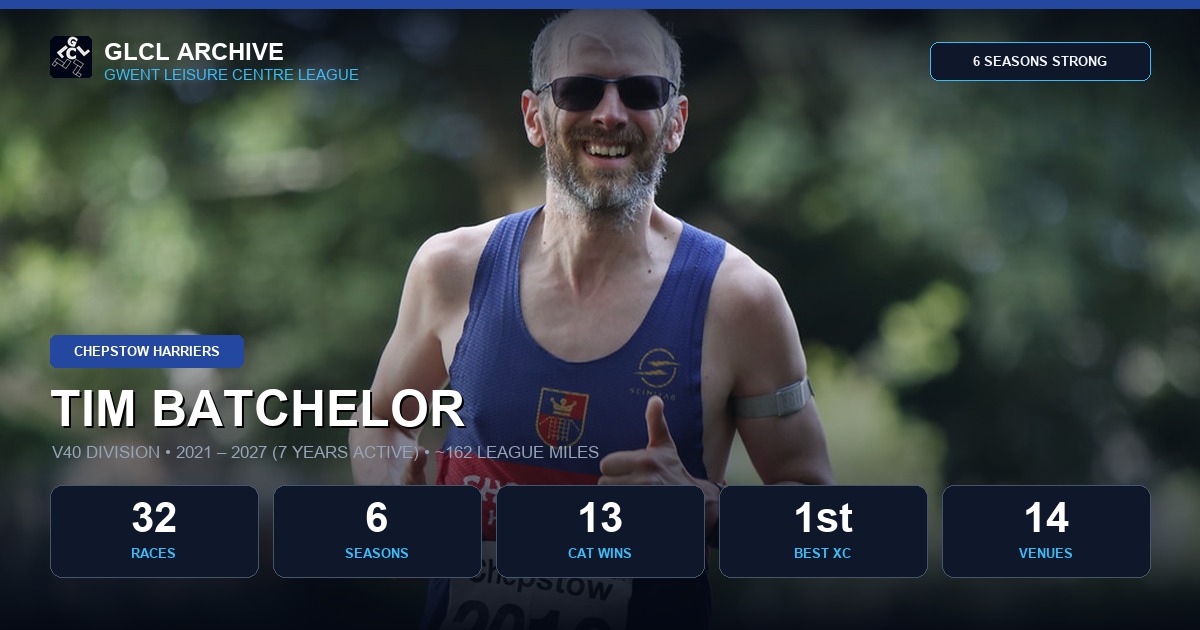 GLCL ARCHIVE
GWENT LEISURE CENTRE LEAGUE
6 SEASONS STRONG
CHEPSTOW HARRIERS
TIM BATCHELOR
V40 DIVISION • 2021 – 2027 (7 YEARS ACTIVE) • ~162 LEAGUE MILES
32
RACES
6
SEASONS
13
CAT WINS
1st
BEST XC
14
VENUES
Chepstow